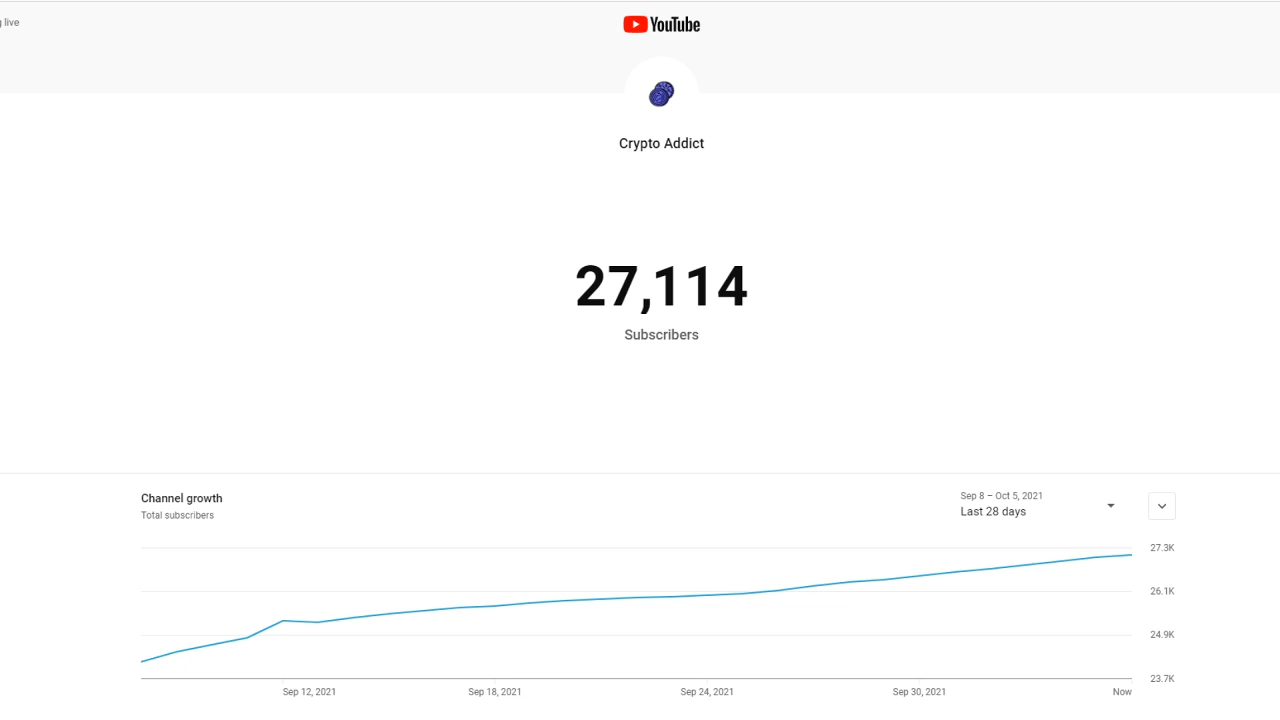 live
YouTube
Crypto Addict
27,114
Subscribers
Channel growth
Total subscribers
Sep 8 – Oct 5, 2021
Last 28 days
27.3K
26.1K
24.9K
23.7K
Sep 12, 2021
Sep 18, 2021
Sep 24, 2021
Sep 30, 2021
Now